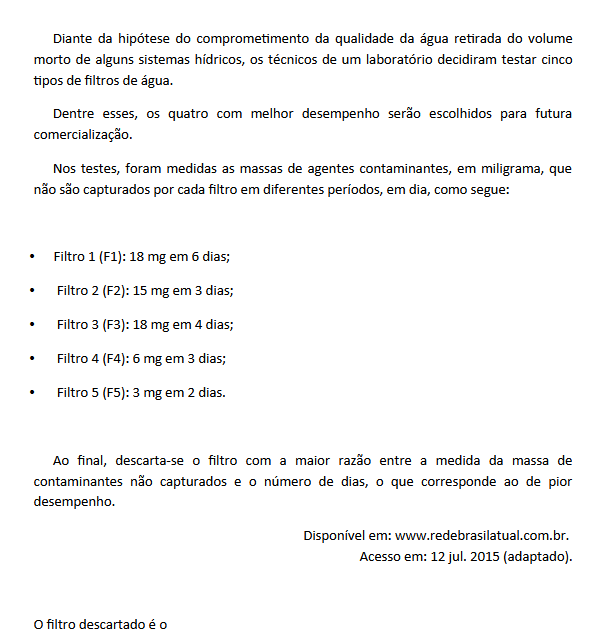 Diante da hipótese do comprometimento da qualidade da água retirada do volume
morto de alguns sistemas hídricos, os técnicos de um laboratório decidiram testar cinco
tipos de filtros de água.
Dentre esses, os quatro com melhor desempenho serão escolhidos para futura
comercialização.
Nos testes, foram medidas as massas de agentes contaminantes, em miligrama, que
não são capturados por cada filtro em diferentes períodos, em dia, como segue:
• Filtro 1 (F1): 18 mg em 6 dias;
• Filtro 2 (F2): 15 mg em 3 dias;
• Filtro 3 (F3): 18 mg em 4 dias;
• Filtro 4 (F4): 6 mg em 3 dias;
• Filtro 5 (F5): 3 mg em 2 dias.
Ao final, descarta-se o filtro com a maior razão entre a medida da massa de
contaminantes não capturados e o número de dias, o que corresponde ao de pior
desempenho.
Disponível em: www.redebrasilatual.com.br.
Acesso em: 12 jul. 2015 (adaptado).
O filtro descartado é o